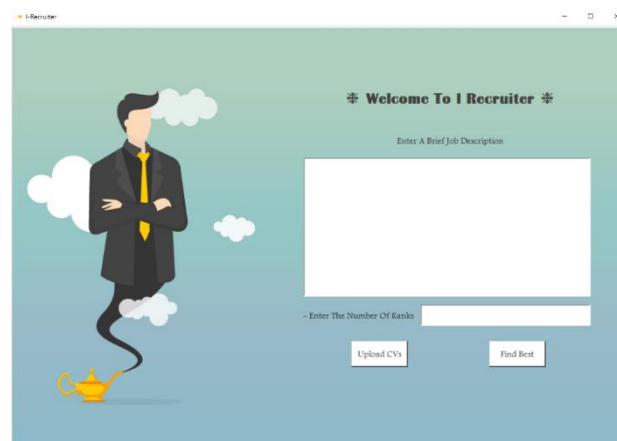 I-Recruiter
⁜ Welcome To I Recruiter ⁜
Enter A Brief Job Description
- Enter The Number Of Ranks
Upload CVs
Find Best